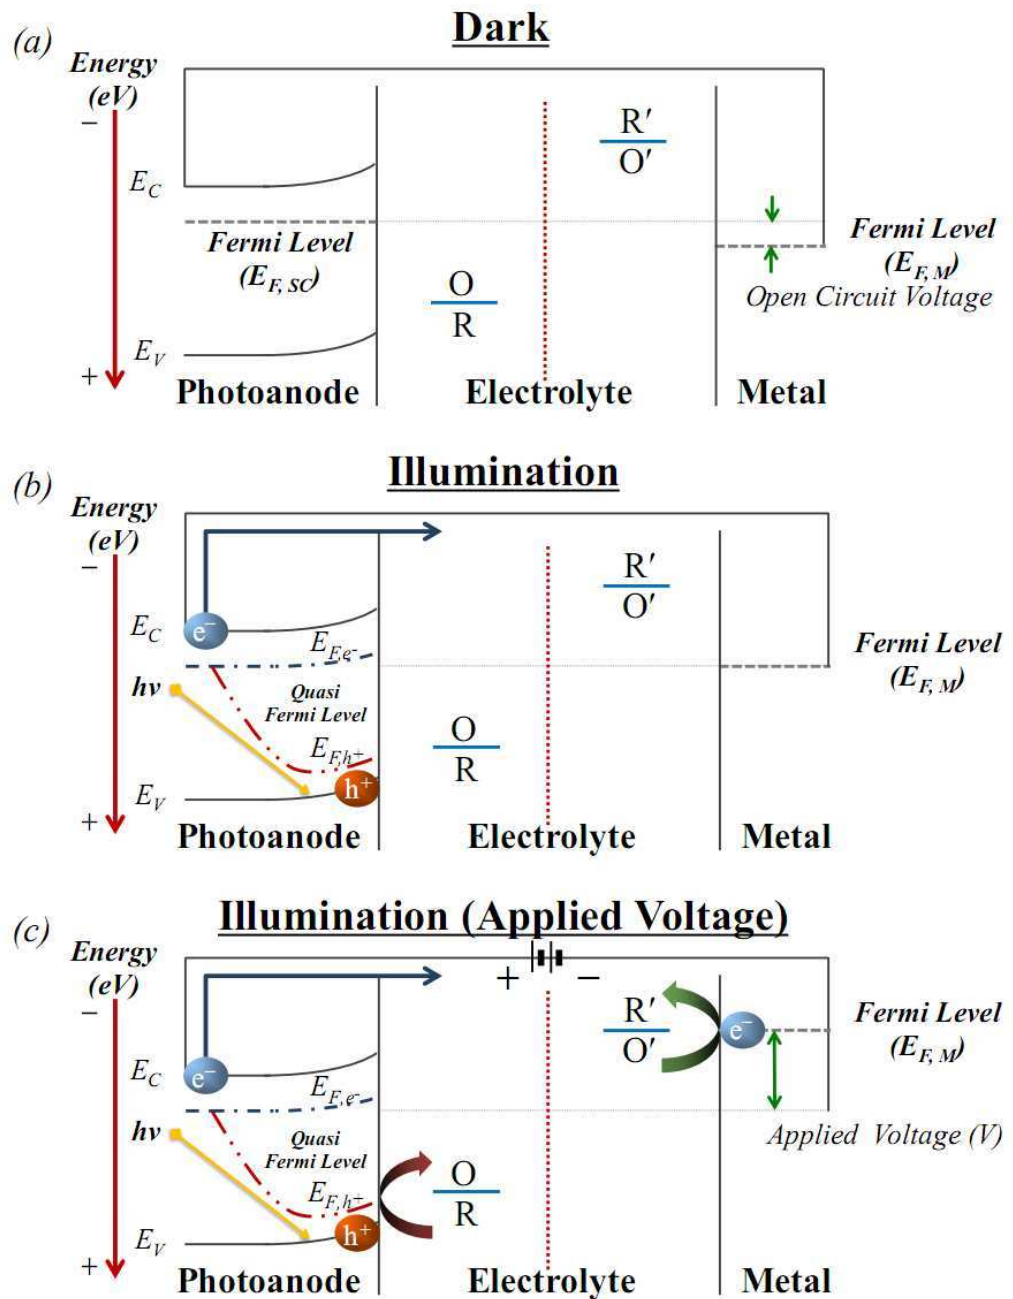 (a)
Dark
Energy
(eV)
−
R′
O′
E_C
Fermi Level
(E_F, SC)
Fermi Level
(E_F, M)
O
R
Open Circuit Voltage
E_V
+
Photoanode
Electrolyte
Metal
(b)
Illumination
Energy
(eV)
−
R′
O′
E_C
e−
E_F,e-
Fermi Level
(E_F, M)
hν
Quasi
Fermi Level
O
R
E_F,h+
h+
E_V
+
Photoanode
Electrolyte
Metal
(c)
Illumination (Applied Voltage)
Energy
(eV)
−
+ −
R′
O′
e−
Fermi Level
(E_F, M)
E_C
e−
E_F,e-
hν
Applied Voltage (V)
Quasi
Fermi Level
O
R
E_F,h+
h+
E_V
+
Photoanode
Electrolyte
Metal